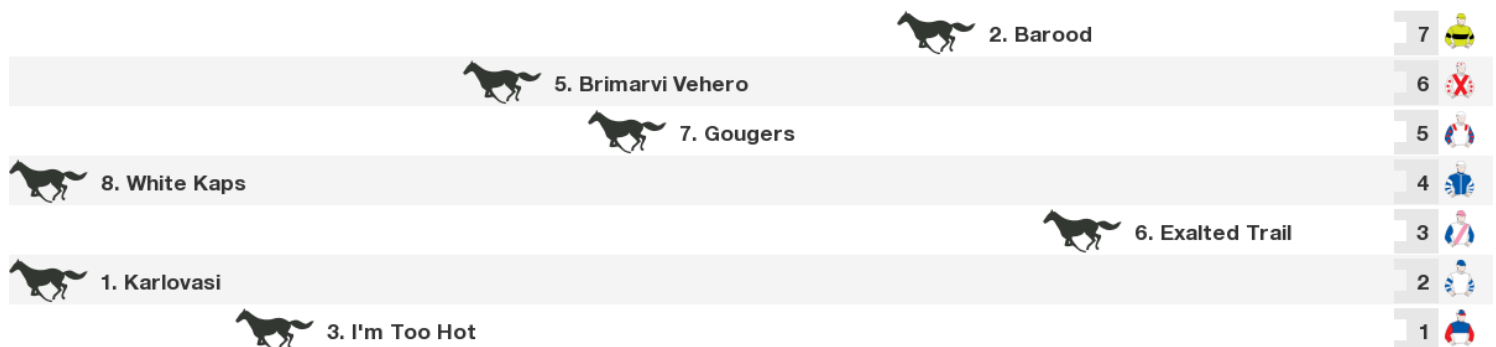 2. Barood 7
5. Brimarvi Vehero 6
7. Gougers 5
8. White Kaps 4
6. Exalted Trail 3
1. Karlovasi 2
3. I'm Too Hot 1